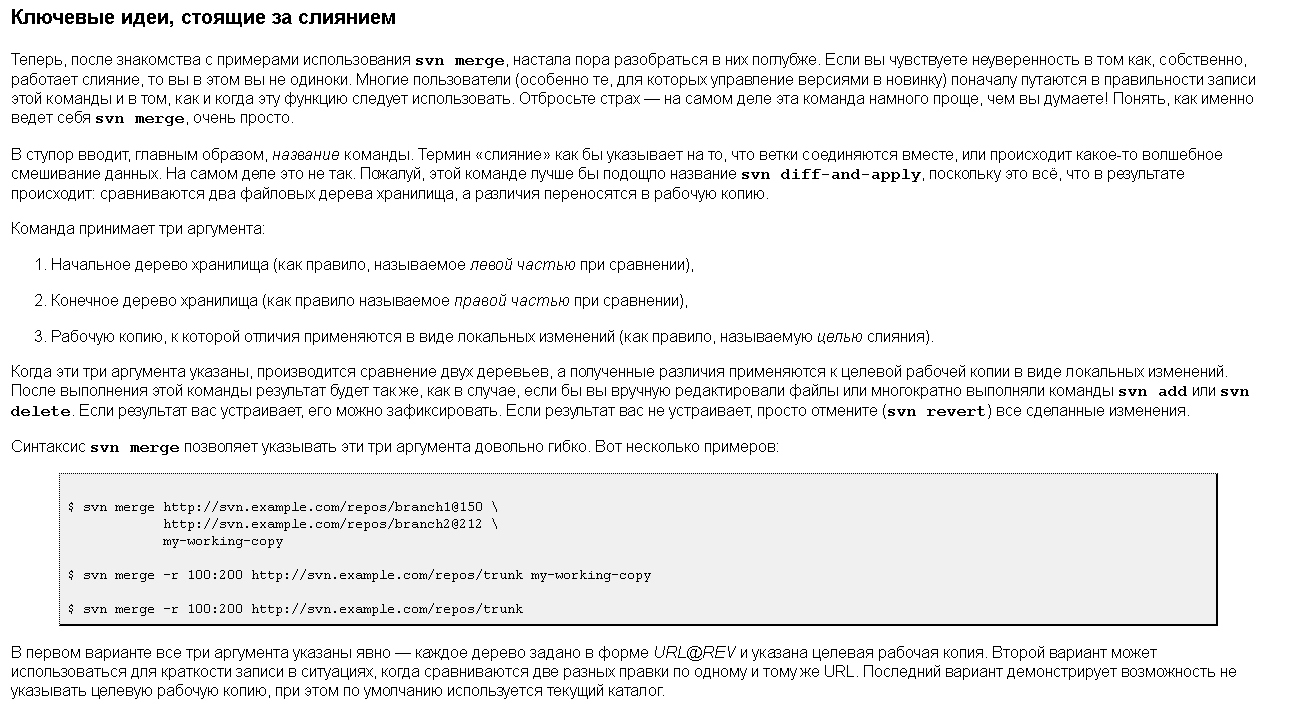 Ключевые идеи, стоящие за слиянием
Теперь, после знакомства с примерами использования svn merge, настала пора разобраться в них поглубже. Если вы чувствуете неуверенность в том как, собственно,
работает слияние, то вы в этом вы не одиноки. Многие пользователи (особенно те, для которых управление версиями в новинку) поначалу путаются в правильности записи
этой команды и в том, как и когда эту функцию следует использовать. Отбросьте страх — на самом деле эта команда намного проще, чем вы думаете! Понять, как именно
ведет себя svn merge, очень просто.
В ступор вводит, главным образом, название команды. Термин «слияние» как бы указывает на то, что ветки соединяются вместе, или происходит какое-то волшебное
смешивание данных. На самом деле это не так. Пожалуй, этой команде лучше бы подошло название svn diff-and-apply, поскольку это всё, что в результате
происходит: сравниваются два файловых дерева хранилища, а различия переносятся в рабочую копию.
Команда принимает три аргумента:
1. Начальное дерево хранилища (как правило, называемое левой частью при сравнении),
2. Конечное дерево хранилища (как правило называемое правой частью при сравнении),
3. Рабочую копию, к которой отличия применяются в виде локальных изменений (как правило, называемую целью слияния).
Когда эти три аргумента указаны, производится сравнение двух деревьев, а полученные различия применяются к целевой рабочей копии в виде локальных изменений.
После выполнения этой команды результат будет таким же, как в случае, если бы вы вручную редактировали файлы или многократно выполняли команды svn add или svn
delete. Если результат вас устраивает, его можно зафиксировать. Если результат вас не устраивает, просто отмените (svn revert) все сделанные изменения.
Синтаксис svn merge позволяет указывать эти три аргумента довольно гибко. Вот несколько примеров:
$ svn merge http://svn.example.com/repos/branch1@150 \
http://svn.example.com/repos/branch2@212 \
my-working-copy
$ svn merge -r 100:200 http://svn.example.com/repos/trunk my-working-copy
$ svn merge -r 100:200 http://svn.example.com/repos/trunk
В первом варианте все три аргумента указаны явно — каждое дерево задано в форме URL@REV и указана целевая рабочая копия. Второй вариант может
использоваться для краткости записи в ситуациях, когда сравниваются две разных правки по одному и тому же URL. Последний вариант демонстрирует возможность не
указывать целевую рабочую копию, при этом по умолчанию используется текущий каталог.